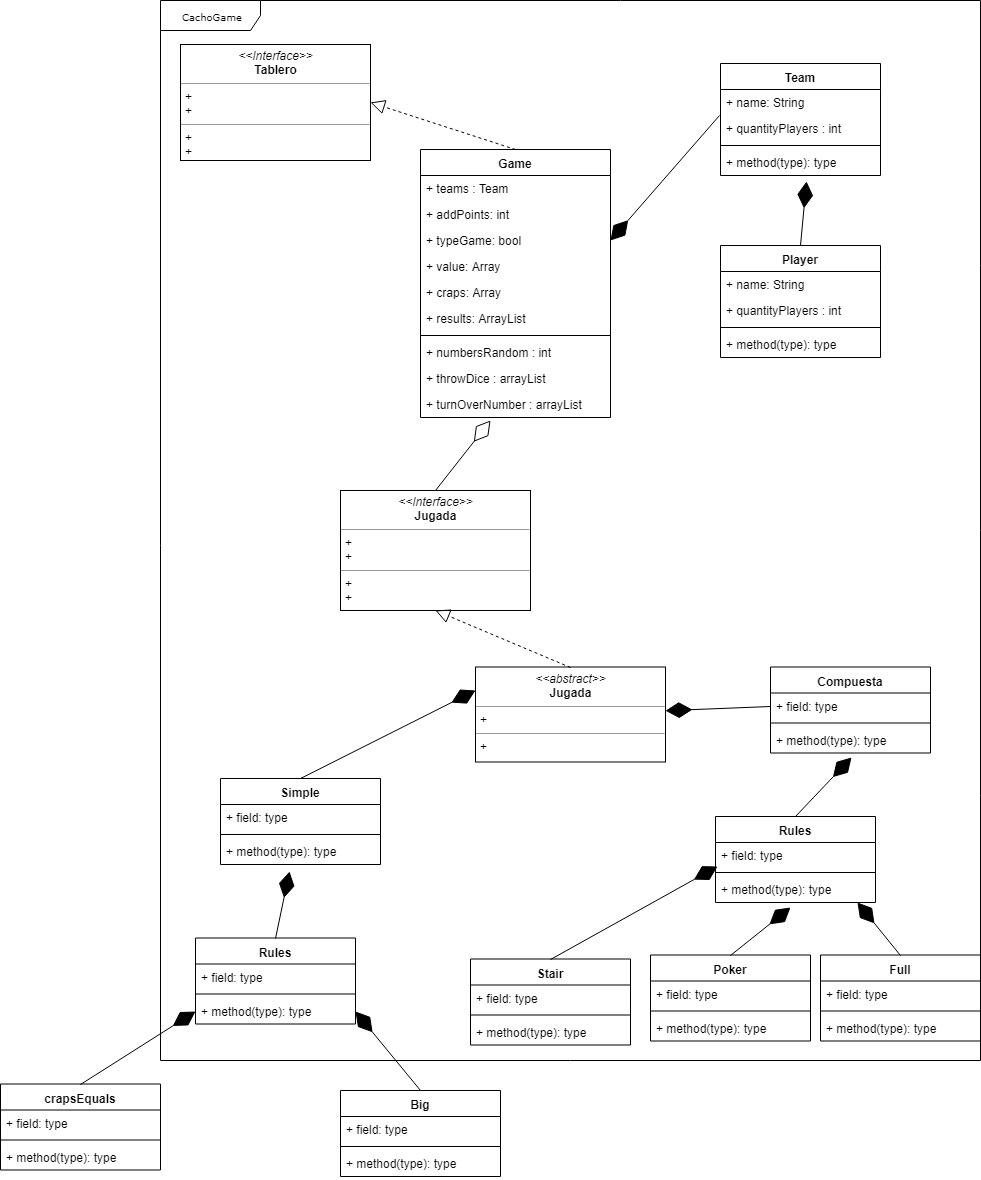 CachoGame
<<Interface>>
Tablero
+
+
+
+
Team
+ name: String
+ quantityPlayers : int
+ method(type): type
Game
+ teams : Team
+ addPoints: int
+ typeGame: bool
+ value: Array
+ craps: Array
+ results: ArrayList
+ numbersRandom : int
+ throwDice : arrayList
+ turnOverNumber : arrayList
Player
+ name: String
+ quantityPlayers : int
+ method(type): type
<<Interface>>
Jugada
+
+
+
+
<<abstract>>
Jugada
+
+
Compuesta
+ field: type
+ method(type): type
Simple
+ field: type
+ method(type): type
Rules
+ field: type
+ method(type): type
Rules
+ field: type
+ method(type): type
Stair
+ field: type
+ method(type): type
Poker
+ field: type
+ method(type): type
Full
+ field: type
+ method(type): type
crapsEquals
+ field: type
+ method(type): type
Big
+ field: type
+ method(type): type